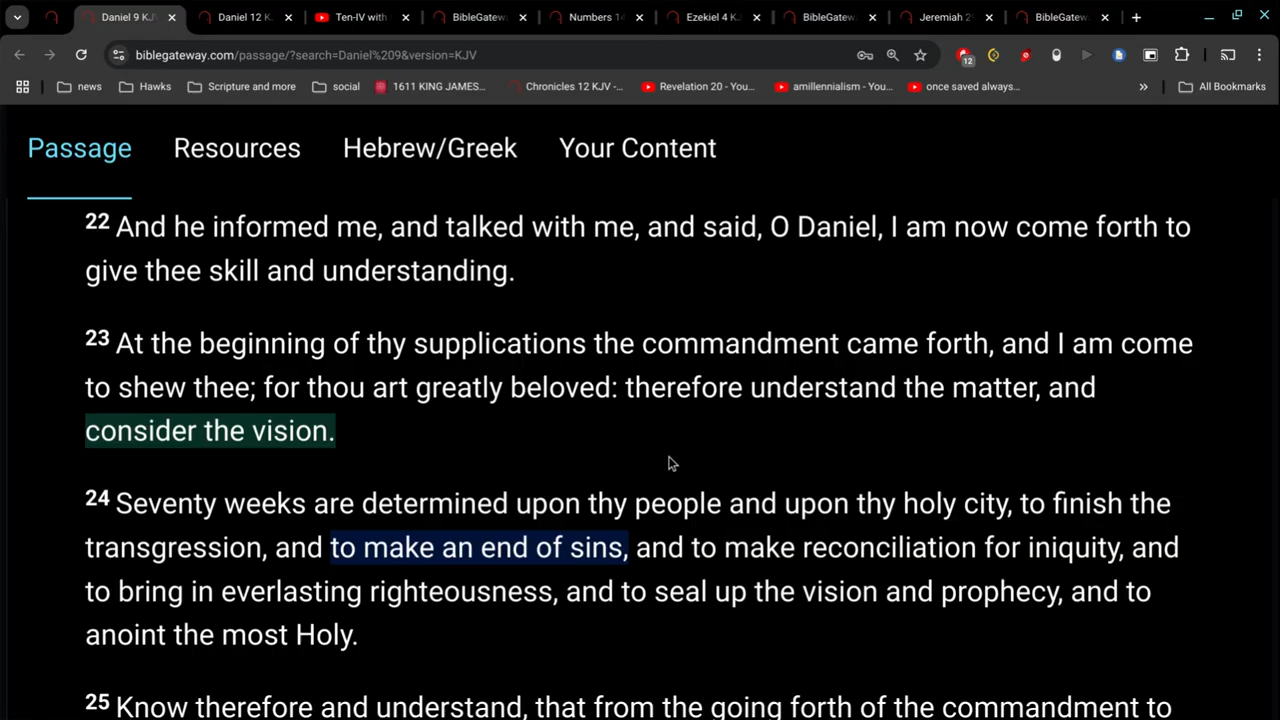 Daniel 9 KJ
Daniel 12 K
Ten-IV with
BibleGatew
Numbers 1
Ezekiel 4 K
BibleGatew
Jeremiah 2
BibleGatew
biblegateway.com/passage/?search=Daniel%209&version=KJV
12
news
Hawks
Scripture and more
social
1611 KING JAMES...
Chronicles 12 KJV -...
Revelation 20 - You...
amillennialism - You...
once saved always...
»
All Bookmarks
Passage
Resources
Hebrew/Greek
Your Content
22 And he informed me, and talked with me, and said, O Daniel, I am now come forth to
give thee skill and understanding.
23 At the beginning of thy supplications the commandment came forth, and I am come
to shew thee; for thou art greatly beloved: therefore understand the matter, and
consider the vision.
24 Seventy weeks are determined upon thy people and upon thy holy city, to finish the
transgression, and to make an end of sins, and to make reconciliation for iniquity, and
to bring in everlasting righteousness, and to seal up the vision and prophecy, and to
anoint the most Holy.
25 Know therefore and understand, that from the going forth of the commandment to